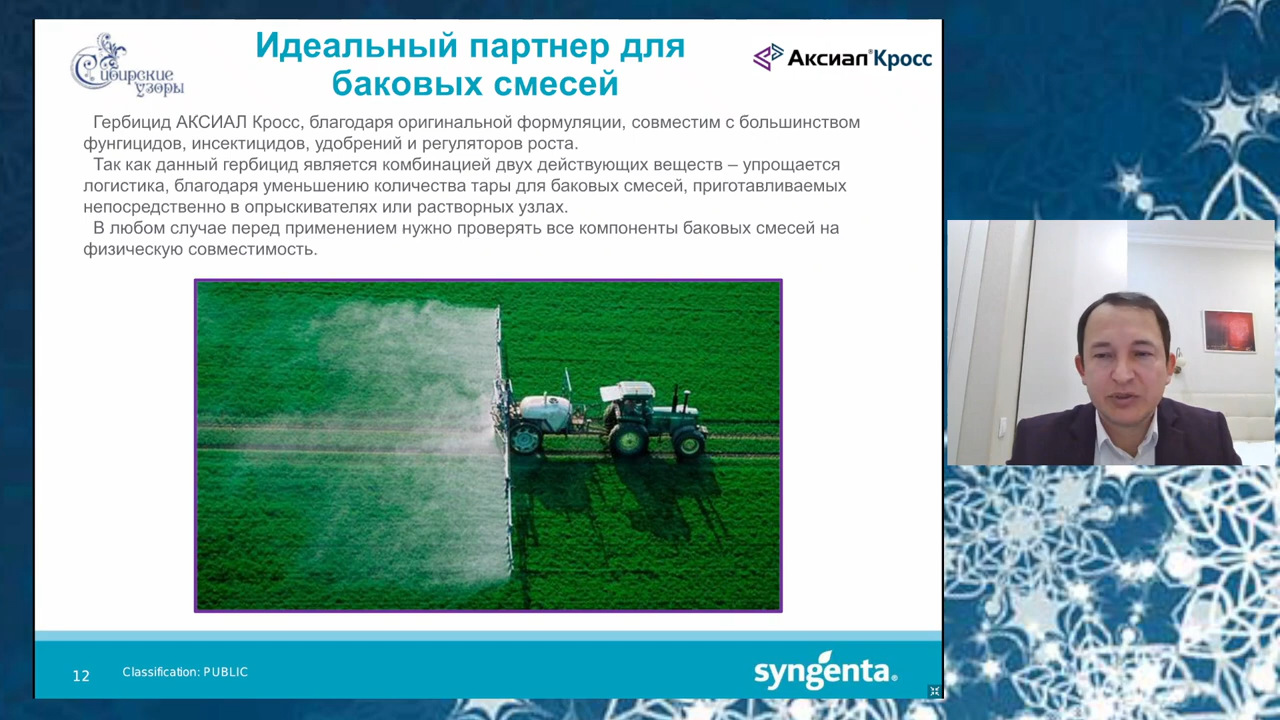 Сибирские
узоры
Идеальный партнер для
баковых смесей
Аксиал® Кросс
Гербицид АКСИАЛ Кросс, благодаря оригинальной формуляции, совместим с большинством
фунгицидов, инсектицидов, удобрений и регуляторов роста.
Так как данный гербицид является комбинацией двух действующих веществ – упрощается
логистика, благодаря уменьшению количества тары для баковых смесей, приготавливаемых
непосредственно в опрыскивателях или растворных узлах.
В любом случае перед применением нужно проверять все компоненты баковых смесей на
физическую совместимость.
12
Classification: PUBLIC
syngenta®